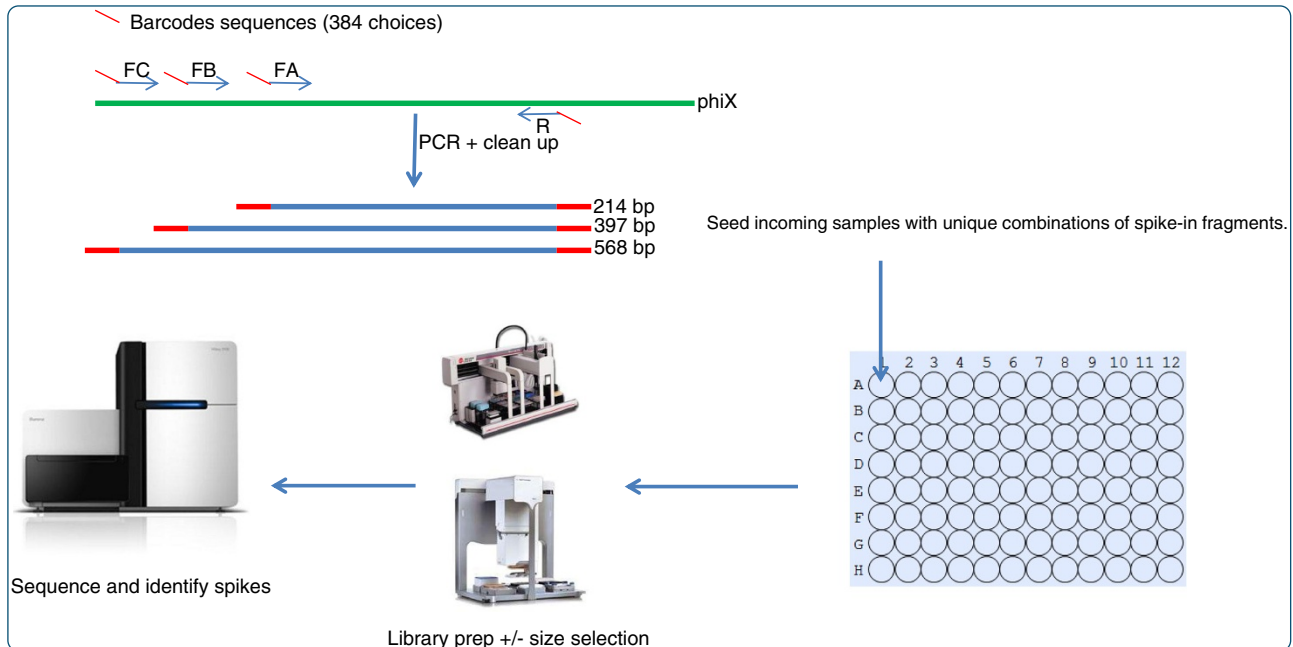 Barcodes sequences (384 choices)
FC FB FA
phiX
R
PCR + clean up
214 bp
397 bp
568 bp
Seed incoming samples with unique combinations of spike-in fragments.
1 2 3 4 5 6 7 8 9 10 11 12
A
B
C
D
E
F
G
H
Sequence and identify spikes
Library prep +/- size selection